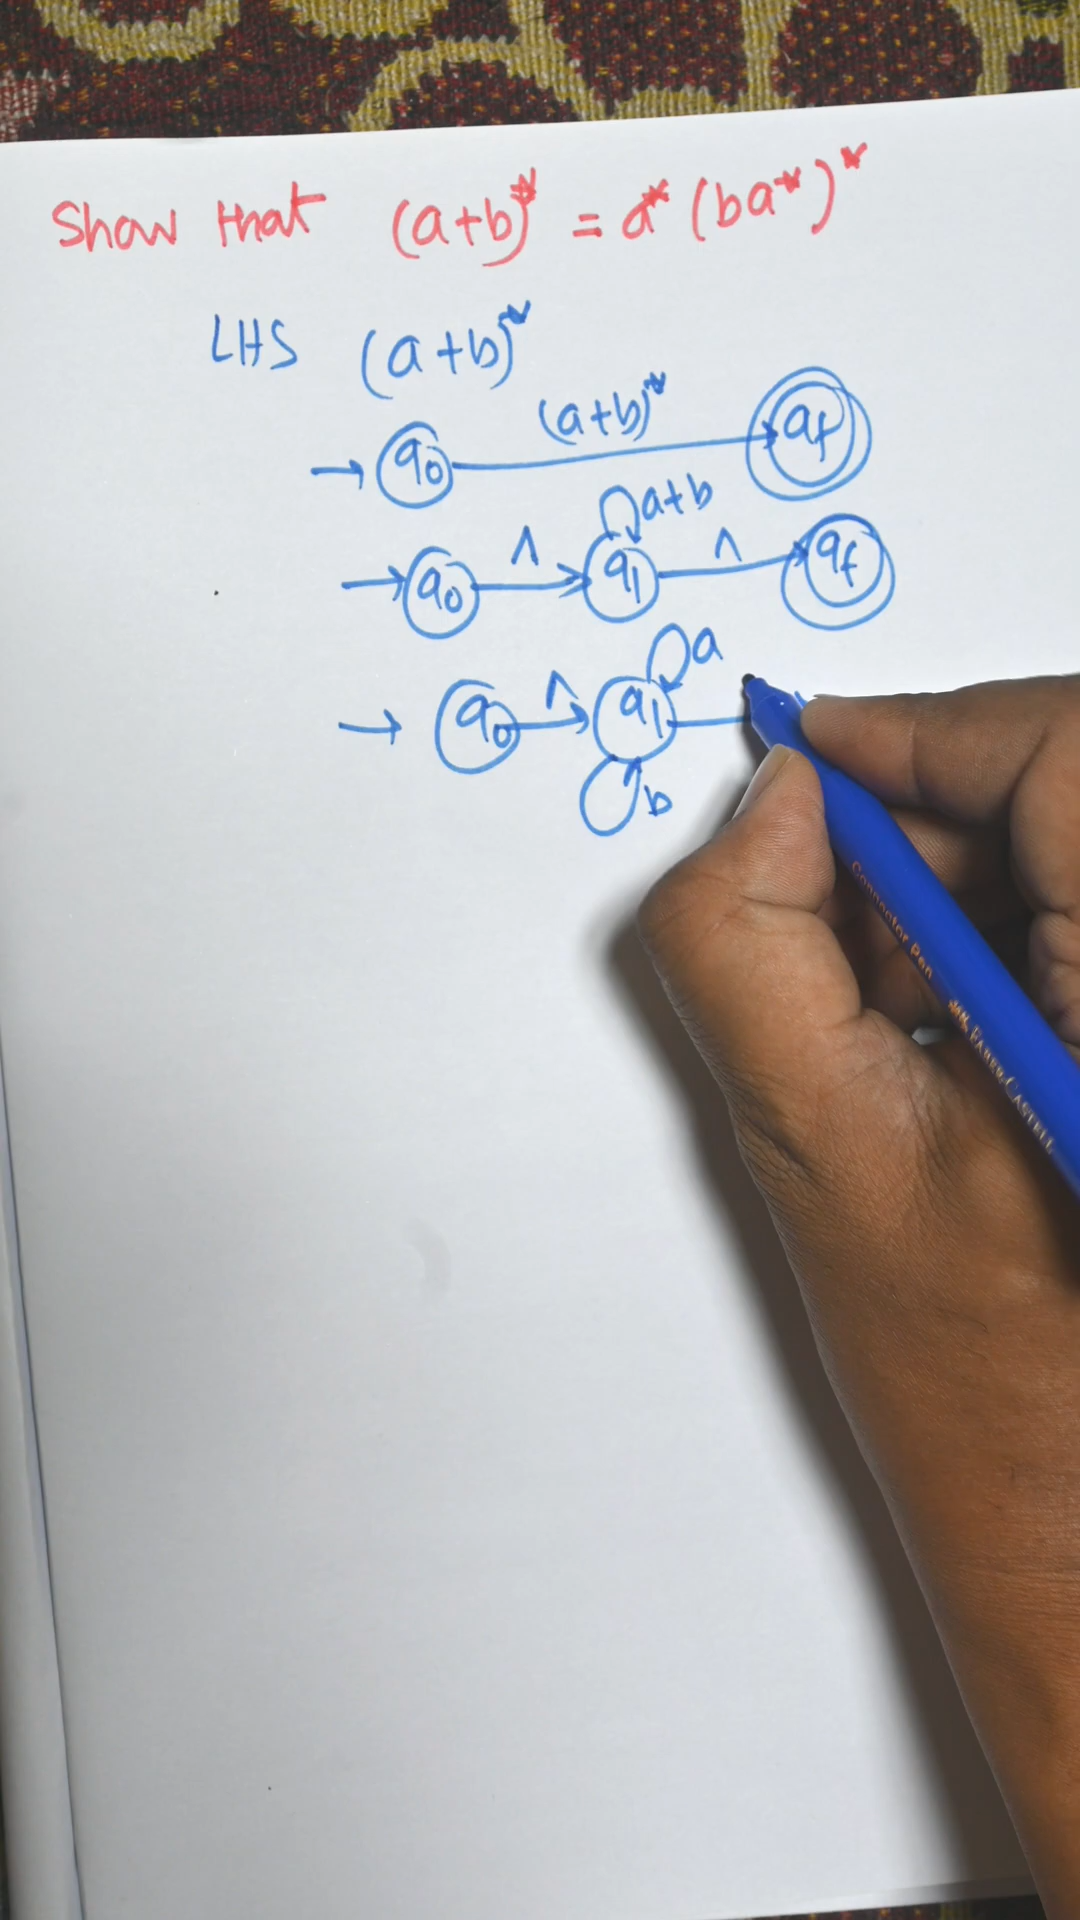 Show that (a+b)* = a* (ba*)*
LHS (a+b)*
→ q0 (a+b)* qf
a+b
→ q0 ∧ q1 ∧ qf
a
→ q0 ∧ q1
b
Connector Pen FABER-CASTELL